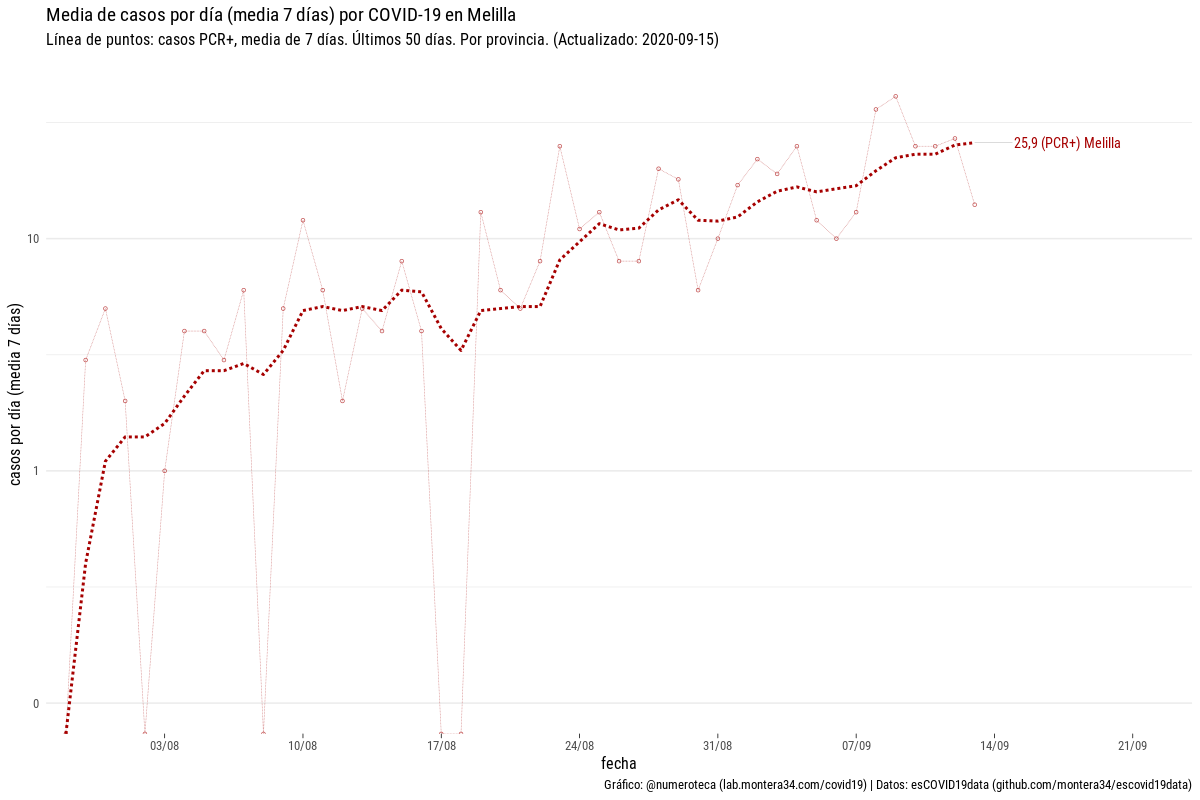 Media de casos por día (media 7 días) por COVID-19 en Melilla
Línea de puntos: casos PCR+, media de 7 días. Últimos 50 días. Por provincia. (Actualizado: 2020-09-15)
casos por día (media 7 días)
10
1
0
25,9 (PCR+) Melilla
03/08
10/08
17/08
24/08
31/08
07/09
14/09
21/09
fecha
Gráfico: @numeroteca (lab.montera34.com/covid19) | Datos: esCOVID19data (github.com/montera34/escovid19data)